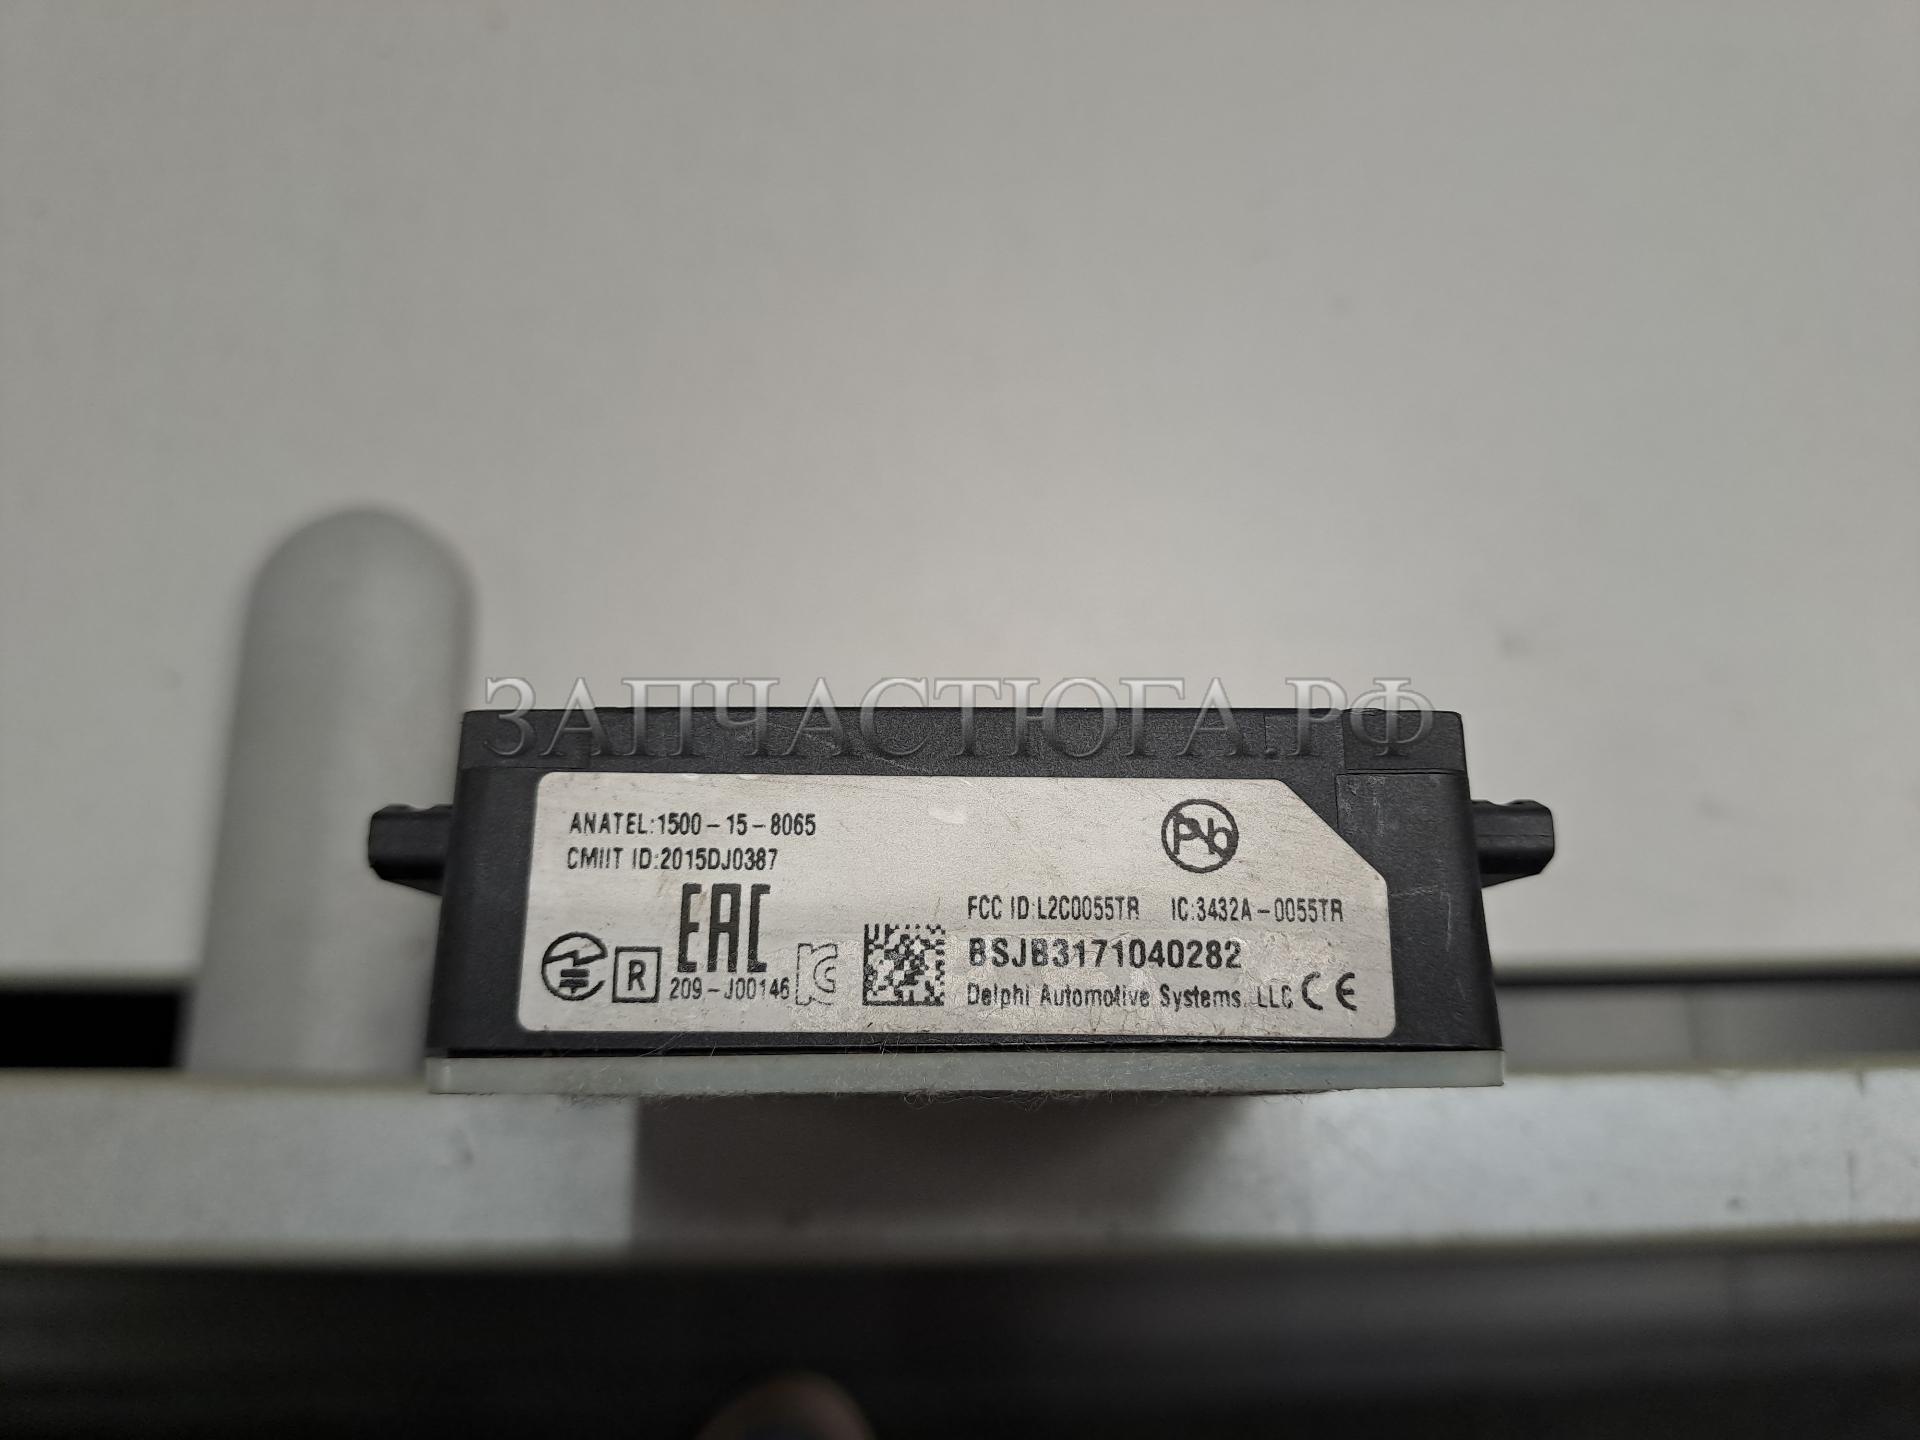 ЗАПЧАСТЮГА.РФ
ANATEL:1500-15-8065
CMIIT ID:2015DJ0387
Pb
EAC
FCC ID:L2C0055TR IC:3432A-0055TR
R
209-J00146
BSJB3171040282
Delphi Automotive Systems, LLC CE